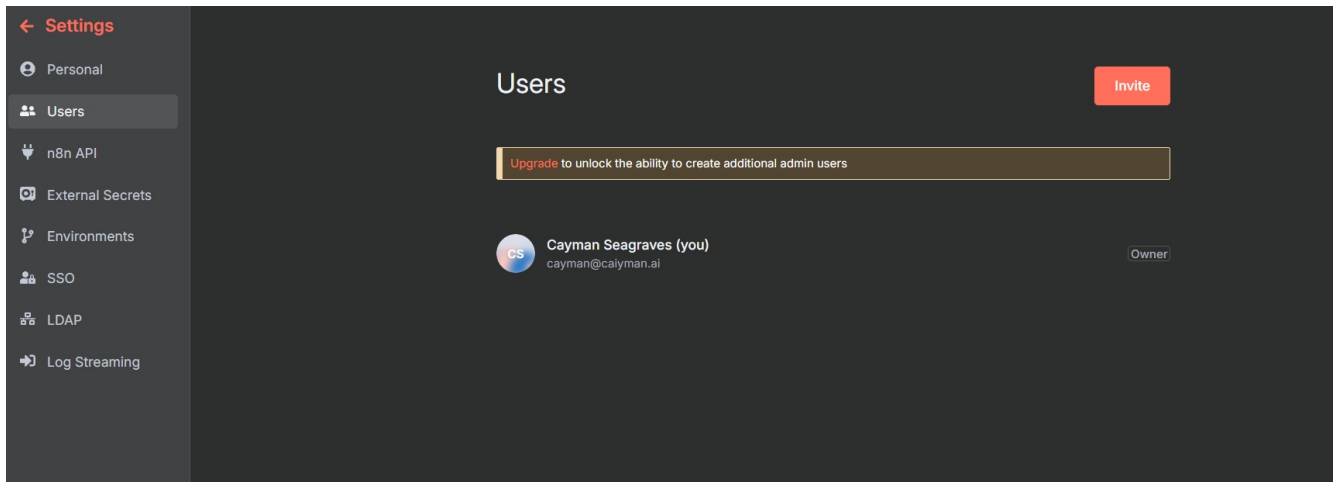 Settings
Personal
Users
n8n API
External Secrets
Environments
SSO
LDAP
Log Streaming
Users
Invite
Upgrade to unlock the ability to create additional admin users
CS
Cayman Seagraves (you)
cayman@caiyman.ai
Owner